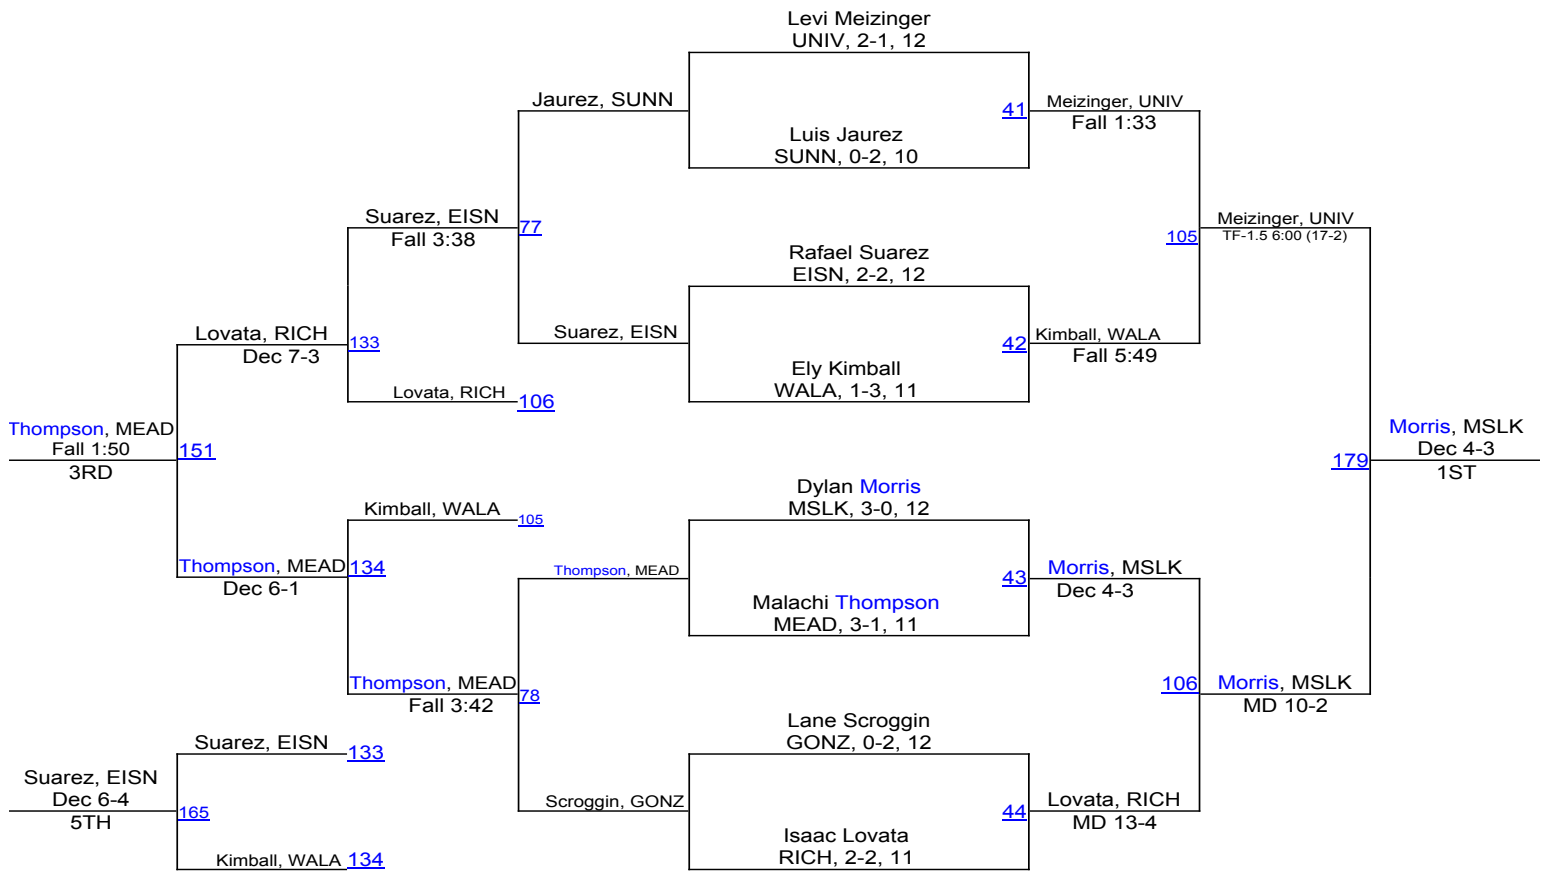 Levi Meizinger
UNIV, 2-1, 12
Jaurez, SUNN
41
Meizinger, UNIV
Fall 1:33
Luis Jaurez
SUNN, 0-2, 10
Suarez, EISN
Fall 3:38
77
Meizinger, UNIV
TF-1.5 6:00 (17-2)
105
Rafael Suarez
EISN, 2-2, 12
Lovata, RICH
Dec 7-3
133
Suarez, EISN
42
Kimball, WALA
Fall 5:49
Ely Kimball
WALA, 1-3, 11
Lovata, RICH
106
Thompson, MEAD
Fall 1:50
3RD
151
179
Morris, MSLK
Dec 4-3
1ST
Dylan Morris
MSLK, 3-0, 12
Kimball, WALA
105
Thompson, MEAD
Dec 6-1
134
Thompson, MEAD
43
Morris, MSLK
Dec 4-3
Malachi Thompson
MEAD, 3-1, 11
Thompson, MEAD
Fall 3:42
78
106
Morris, MSLK
MD 10-2
Lane Scroggin
GONZ, 0-2, 12
Suarez, EISN
133
Suarez, EISN
Dec 6-4
5TH
165
Scroggin, GONZ
44
Lovata, RICH
MD 13-4
Isaac Lovata
RICH, 2-2, 11
Kimball, WALA
134